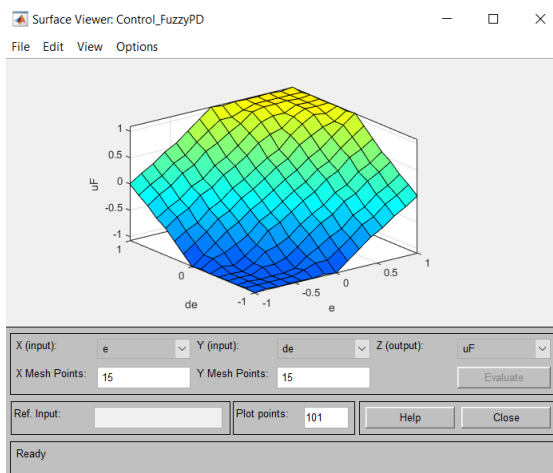 Surface Viewer: Control_FuzzyPD
File Edit View Options
1
0.5
0
-0.5
-1
uF
1
0
-1
de
-1
-0.5
0
0.5
1
e
X (input): e Y (input): de Z (output): uF
X Mesh Points: 15 Y Mesh Points: 15 Evaluate
Ref. Input: Plot points: 101 Help Close
Ready